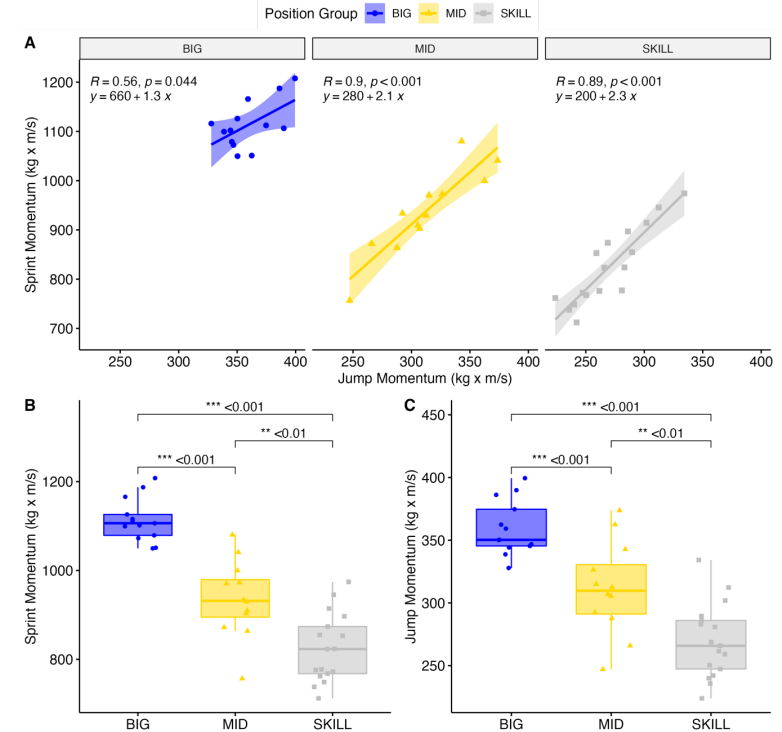 Position Group BIG MID SKILL
A
BIG MID SKILL
R = 0.56, p = 0.044
y = 660 + 1.3 x
R = 0.9, p < 0.001
y = 280 + 2.1 x
R = 0.89, p < 0.001
y = 200 + 2.3 x
Sprint Momentum (kg x m/s)
1200
1100
1000
900
800
700
250 300 350 400 250 300 350 400 250 300 350 400
Jump Momentum (kg x m/s)
B
*** <0.001
** <0.01
*** <0.001
Sprint Momentum (kg x m/s)
1200
1000
800
BIG MID SKILL
C
*** <0.001
** <0.01
*** <0.001
Jump Momentum (kg x m/s)
450
400
350
300
250
BIG MID SKILL